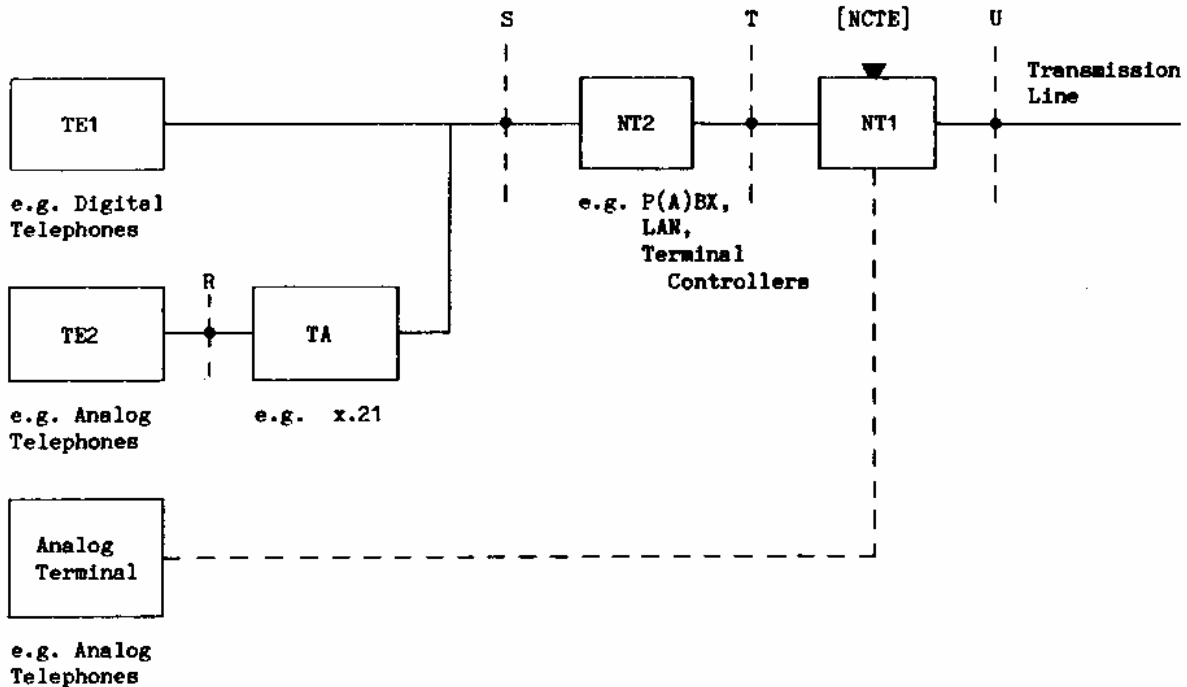 S
T
[NCTE]
U
Transmission
Line
TE1
NT2
NT1
e.g. Digital
Telephones
e.g. P(A)BX,
LAN,
Terminal
Controllers
R
TE2
TA
e.g. Analog
Telephones
e.g. x.21
Analog
Terminal
e.g. Analog
Telephones